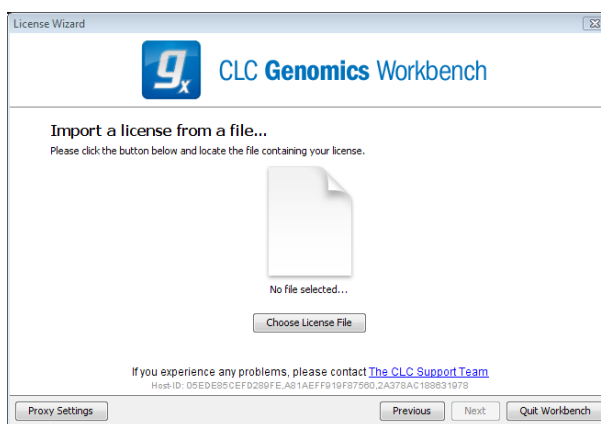 License Wizard
gx
CLC Genomics Workbench
Import a license from a file...
Please click the button below and locate the file containing your license.
No file selected...
Choose License File
If you experience any problems, please contact The CLC Support Team
Host-ID: D5EDE85CEFD289FE,A81AEFF919F87560,2A378AC188631978
Proxy Settings
Previous
Next
Quit Workbench